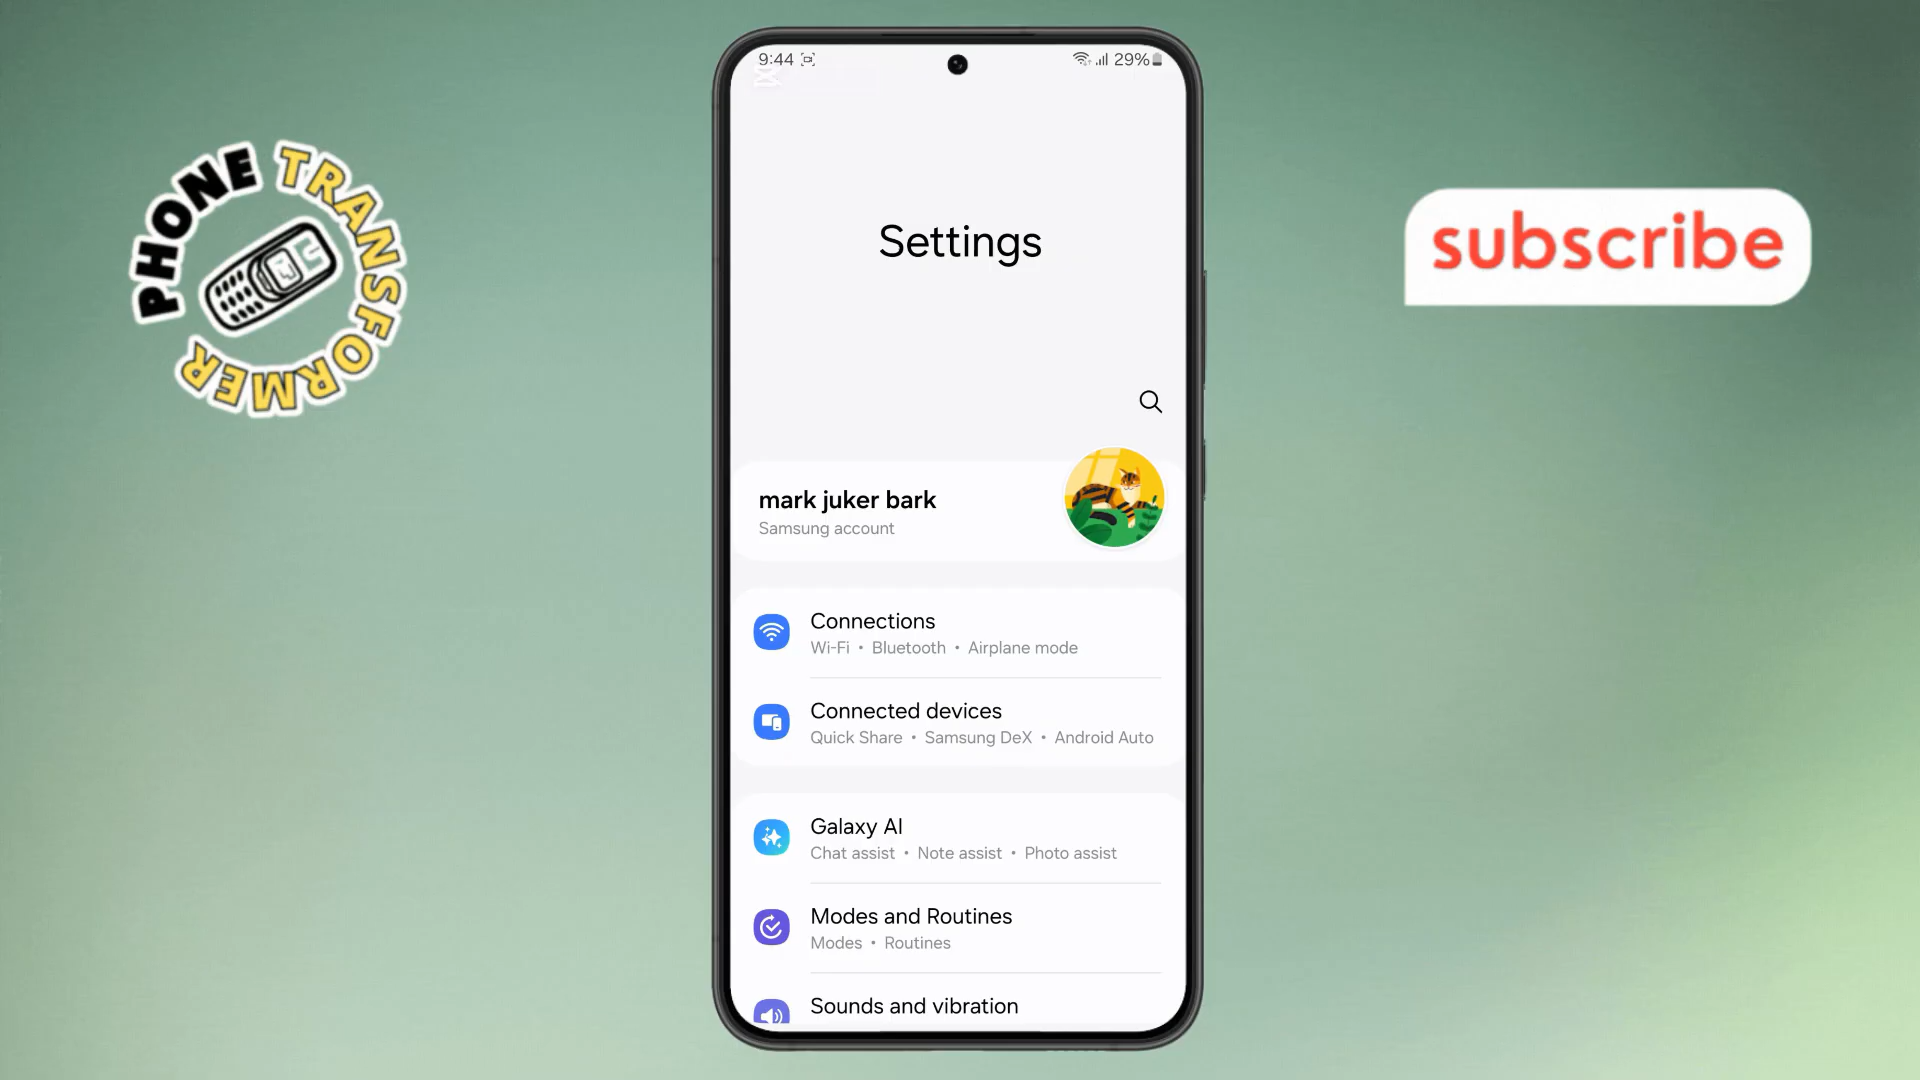 PHONE TRANSFORMER
subscribe
9:44
29%
Settings
mark juker bark
Samsung account
Connections
Wi-Fi • Bluetooth • Airplane mode
Connected devices
Quick Share • Samsung DeX • Android Auto
Galaxy AI
Chat assist • Note assist • Photo assist
Modes and Routines
Modes • Routines
Sounds and vibration